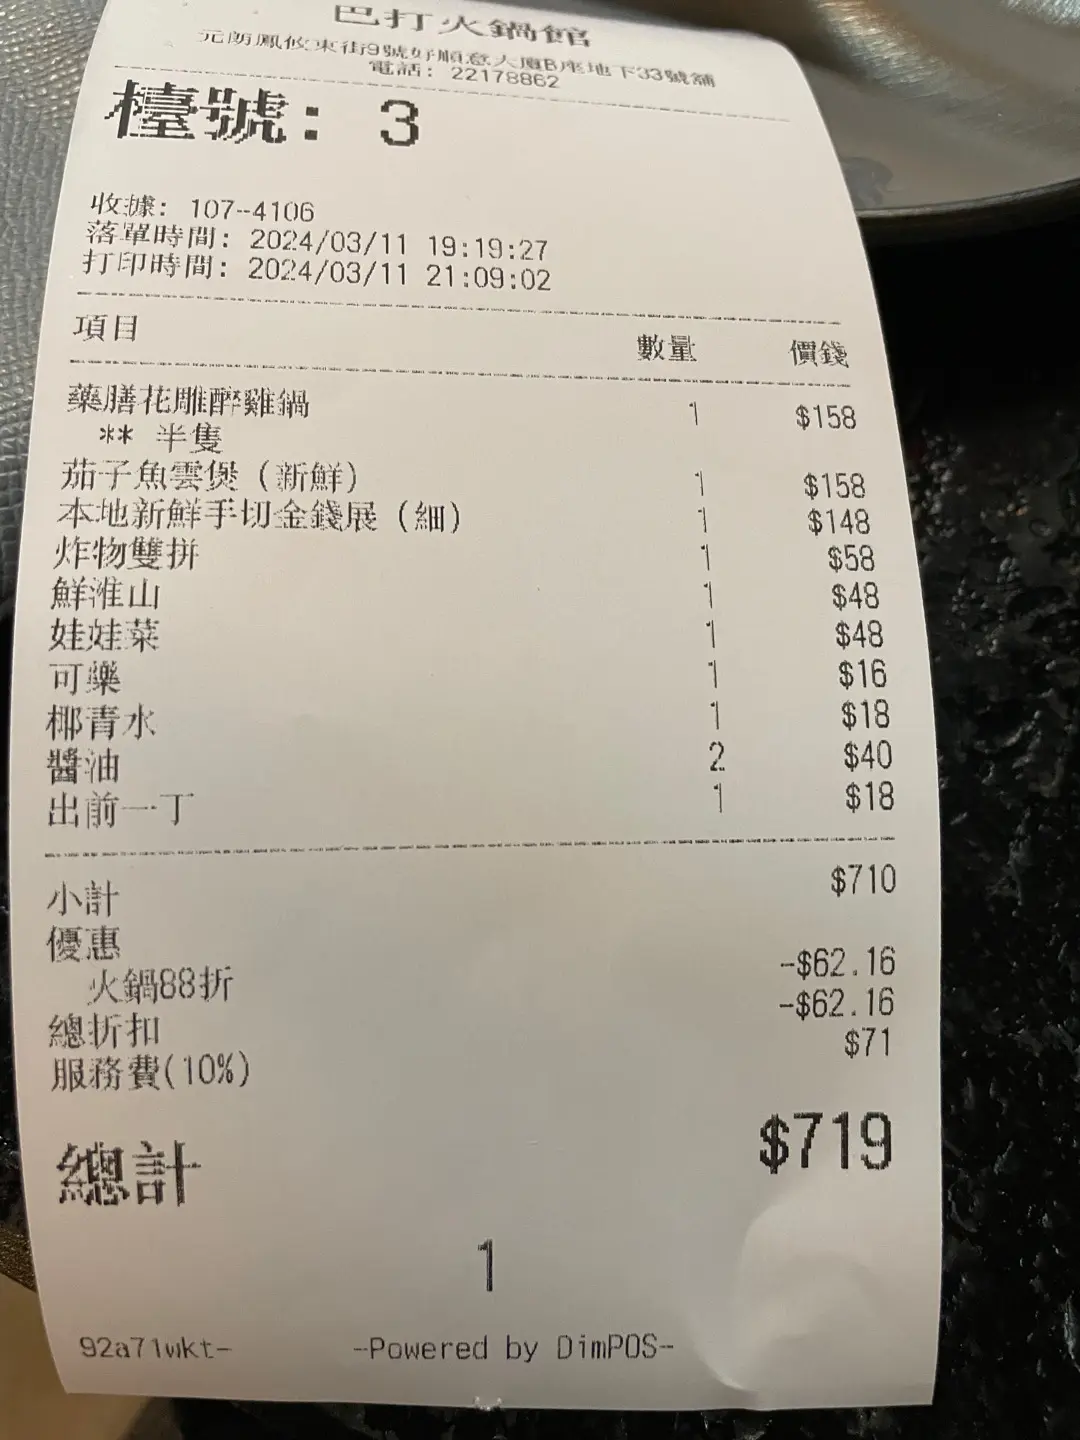 巴打火鍋館
元朗鳳攸東街9號好順意大廈B座地下33號舖
電話: 22178862
檯號: 3
收據: 107--4106
落單時間: 2024/03/11 19:19:27
打印時間: 2024/03/11 21:09:02
項目 數量 價錢
藥膳花雕醉雞鍋 1 $158
** 半隻
茄子魚雲煲 (新鮮) 1 $158
本地新鮮手切金錢展 (細) 1 $148
炸物雙拼 1 $58
鮮淮山 1 $48
娃娃菜 1 $48
可藥 1 $16
椰青水 1 $18
醬油 2 $40
出前一丁 1 $18
小計 $710
優惠
火鍋88折 -$62.16
總折扣 -$62.16
服務費(10%) $71
總計 $719
1
92a71wkt- -Powered by DimPOS-